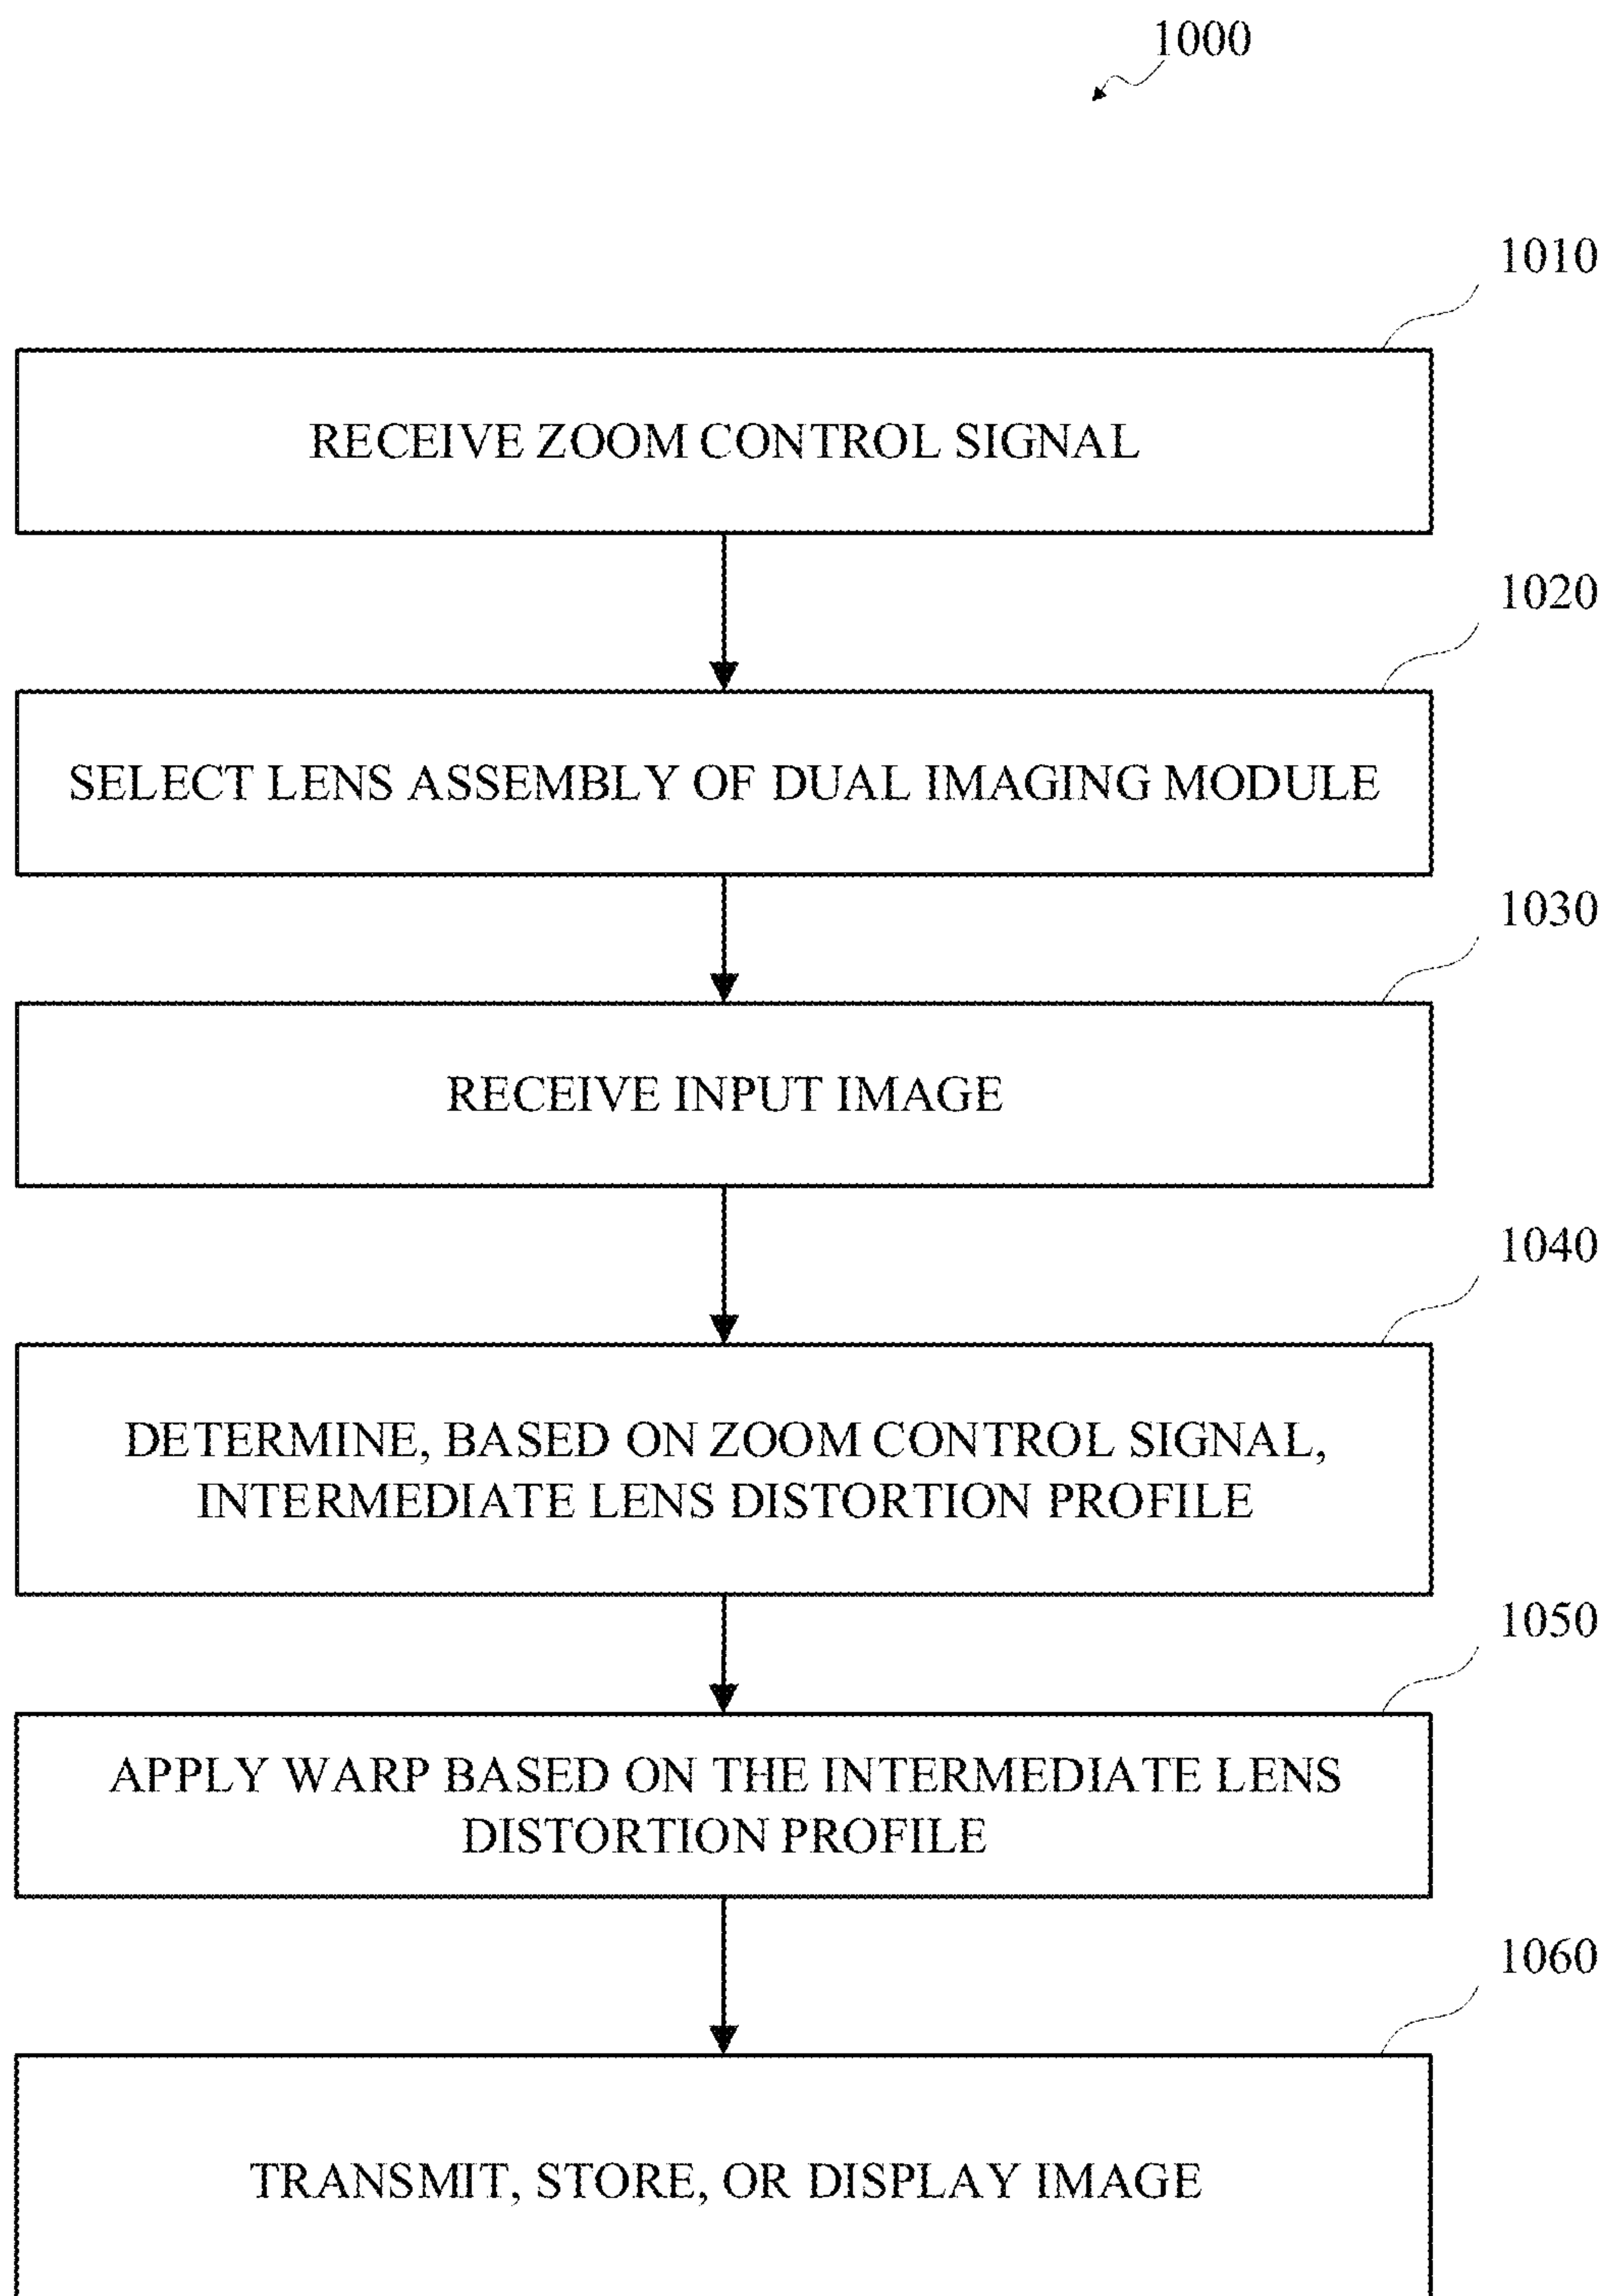 1000
1010
RECEIVE ZOOM CONTROL SIGNAL
1020
SELECT LENS ASSEMBLY OF DUAL IMAGING MODULE
1030
RECEIVE INPUT IMAGE
1040
DETERMINE, BASED ON ZOOM CONTROL SIGNAL,
INTERMEDIATE LENS DISTORTION PROFILE
1050
APPLY WARP BASED ON THE INTERMEDIATE LENS
DISTORTION PROFILE
1060
TRANSMIT, STORE, OR DISPLAY IMAGE